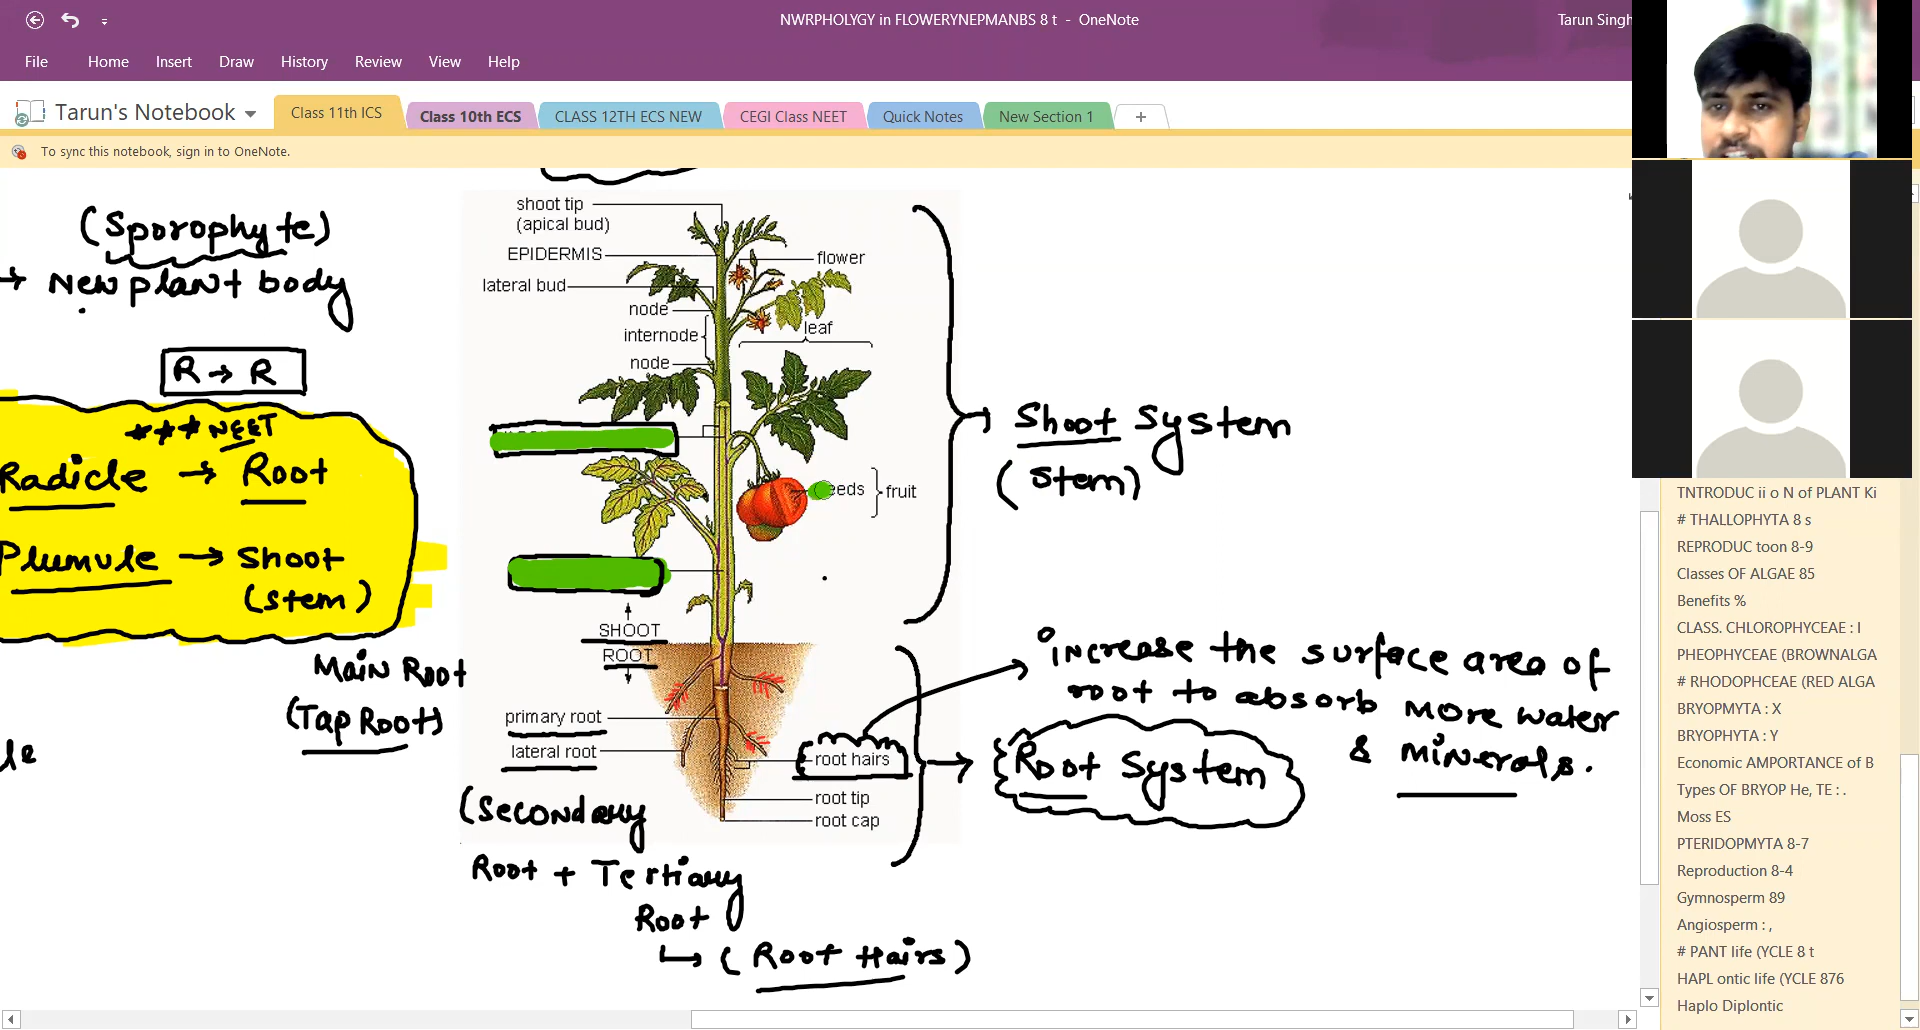 NWRPHOLYGY in FLOWERYNEPMANBS 8 t - OneNote
Tarun Singh
File Home Insert Draw History Review View Help
Tarun's Notebook
Class 11th ICS
Class 10th ECS
CLASS 12TH ECS NEW
CEGI Class NEET
Quick Notes
New Section 1
+
To sync this notebook, sign in to OneNote.
(Sporophyte)
→ New plant body
R → R
*** NEET
Radicle → Root
Plumule → Shoot
(Stem)
Main Root
(Tap Root)
shoot tip
(apical bud)
EPIDERMIS
lateral bud
node
internode
node
flower
leaf
eeds
fruit
SHOOT
ROOT
primary root
lateral root
root hairs
root tip
root cap
(Secondary
Root + Tertiary
Root
↳ (Root Hairs)
Shoot System
(Stem)
increase the surface area of
root to absorb more water
& minerals.
Root System
TNTRODUC ii o N of PLANT Ki
# THALLOPHYTA 8 s
REPRODUC toon 8-9
Classes OF ALGAE 85
Benefits %
CLASS. CHLOROPHYCEAE : I
PHEOPHYCEAE (BROWNALGA
# RHODOPHCEAE (RED ALGA
BRYOPMYTA : X
BRYOPHYTA : Y
Economic AMPORTANCE of B
Types OF BRYOP He, TE : .
Moss ES
PTERIDOPMYTA 8-7
Reproduction 8-4
Gymnosperm 89
Angiosperm : ,
# PANT life (YCLE 8 t
HAPL ontic life (YCLE 876
Haplo Diplontic